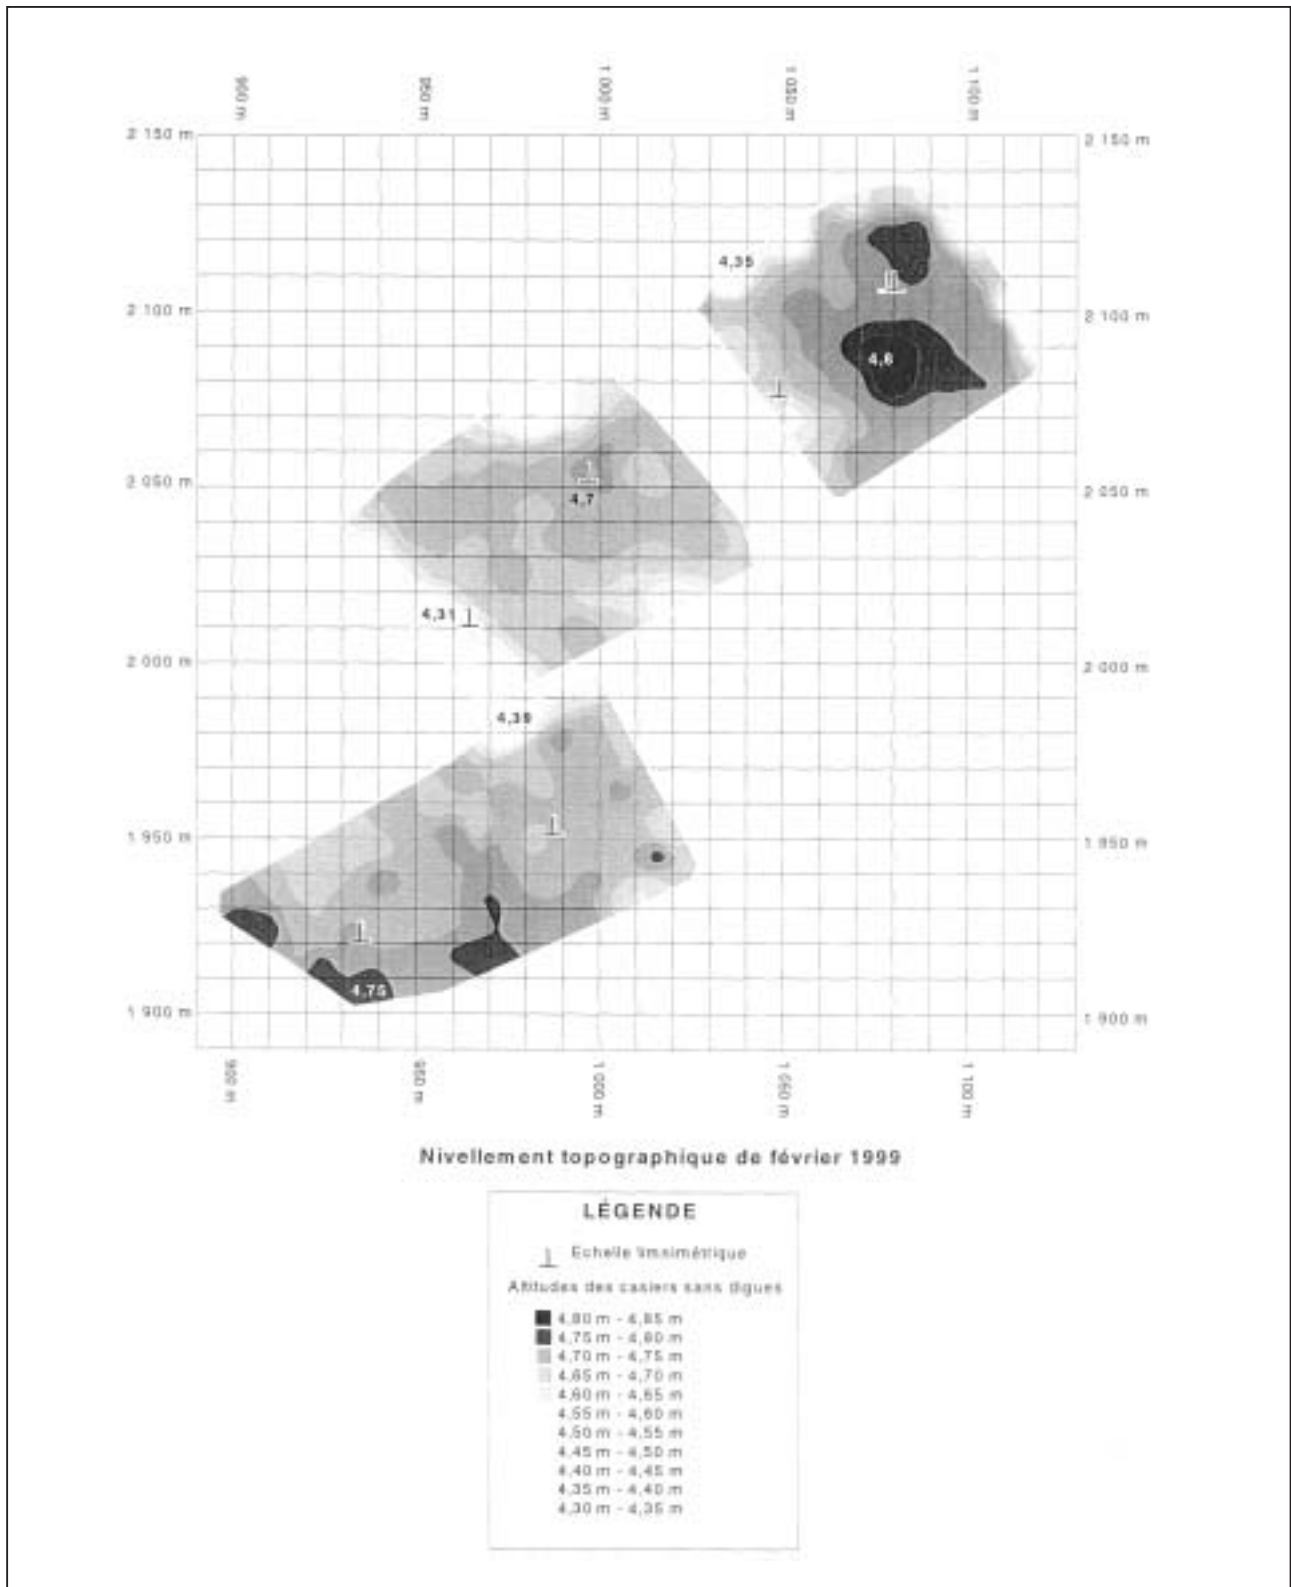 900 m 950 m 1 000 m 1 050 m 1 100 m
2 150 m 2 150 m
4,35
2 100 m 2 100 m
4,8
2 050 m 2 050 m
4,7
4,31
2 000 m 2 000 m
4,39
1 950 m 1 950 m
4,75
1 900 m 1 900 m
900 m 950 m 1 000 m 1 050 m 1 100 m
Nivellement topographique de février 1999
LÉGENDE
Echelle limnimétrique
Altitudes des casiers sans digues
4,80 m - 4,85 m
4,75 m - 4,80 m
4,70 m - 4,75 m
4,65 m - 4,70 m
4,60 m - 4,65 m
4,55 m - 4,60 m
4,50 m - 4,55 m
4,45 m - 4,50 m
4,40 m - 4,45 m
4,35 m - 4,40 m
4,30 m - 4,35 m